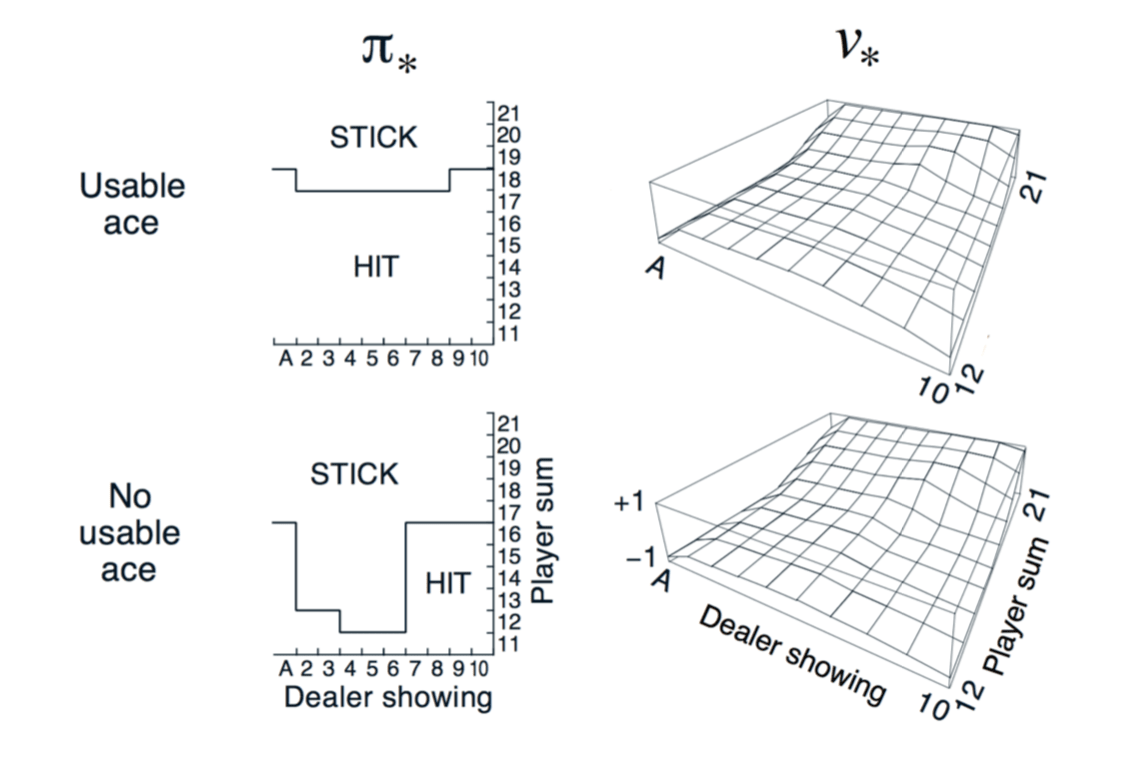 π* v*
Usable
ace
STICK
HIT
21
20
19
18
17
16
15
14
13
12
11
A 2 3 4 5 6 7 8 9 10
A
21
10
12
No
usable
ace
STICK
HIT
21
20
19
18
17
16
15
14
13
12
11
Player sum
A 2 3 4 5 6 7 8 9 10
Dealer showing
+1
−1
A
Dealer showing
10
12
Player sum
21